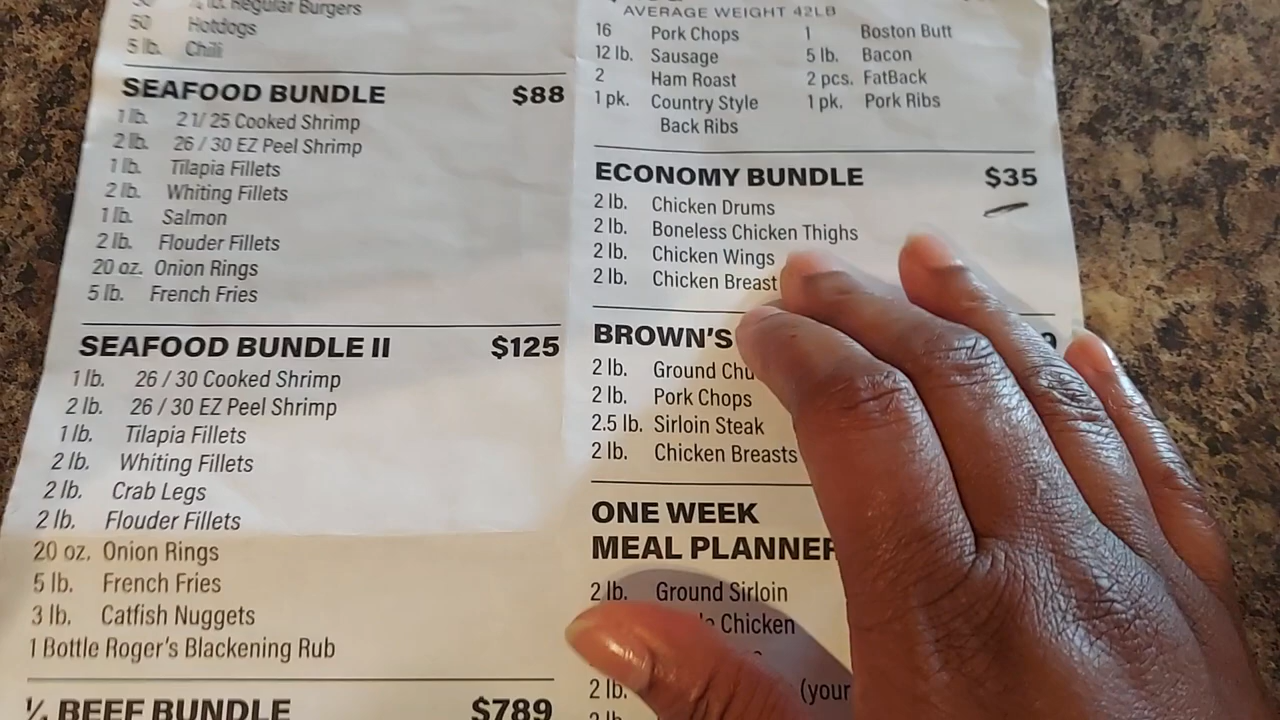 Regular Burgers
50 Hotdogs
5 lb. Chili
SEAFOOD BUNDLE $88
1 lb. 21/25 Cooked Shrimp
2 lb. 26/30 EZ Peel Shrimp
1 lb. Tilapia Fillets
2 lb. Whiting Fillets
1 lb. Salmon
2 lb. Flouder Fillets
20 oz. Onion Rings
5 lb. French Fries
SEAFOOD BUNDLE II $125
1 lb. 26/30 Cooked Shrimp
2 lb. 26/30 EZ Peel Shrimp
1 lb. Tilapia Fillets
2 lb. Whiting Fillets
2 lb. Crab Legs
2 lb. Flouder Fillets
20 oz. Onion Rings
5 lb. French Fries
3 lb. Catfish Nuggets
1 Bottle Roger's Blackening Rub
BEEF BUNDLE $789
AVERAGE WEIGHT 42LB
16 Pork Chops 1 Boston Butt
12 lb. Sausage 5 lb. Bacon
2 Ham Roast 2 pcs. FatBack
1 pk. Country Style 1 pk. Pork Ribs
Back Ribs
ECONOMY BUNDLE $35
2 lb. Chicken Drums
2 lb. Boneless Chicken Thighs
2 lb. Chicken Wings
2 lb. Chicken Breast
BROWN'S
2 lb. Ground
2 lb. Pork Chops
2.5 lb. Sirloin Steak
2 lb. Chicken Breasts
ONE WEEK
MEAL PLANNER
2 lb. Ground Sirloin
Chicken
2 lb. (your
2 lb.